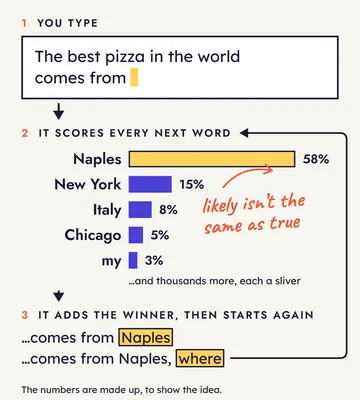 1 YOU TYPE
The best pizza in the world
comes from
2 IT SCORES EVERY NEXT WORD
Naples 58%
New York 15%
Italy 8%
Chicago 5%
my 3%
likely isn't the
same as true
...and thousands more, each a sliver
3 IT ADDS THE WINNER, THEN STARTS AGAIN
...comes from Naples
...comes from Naples, where
The numbers are made up, to show the idea.